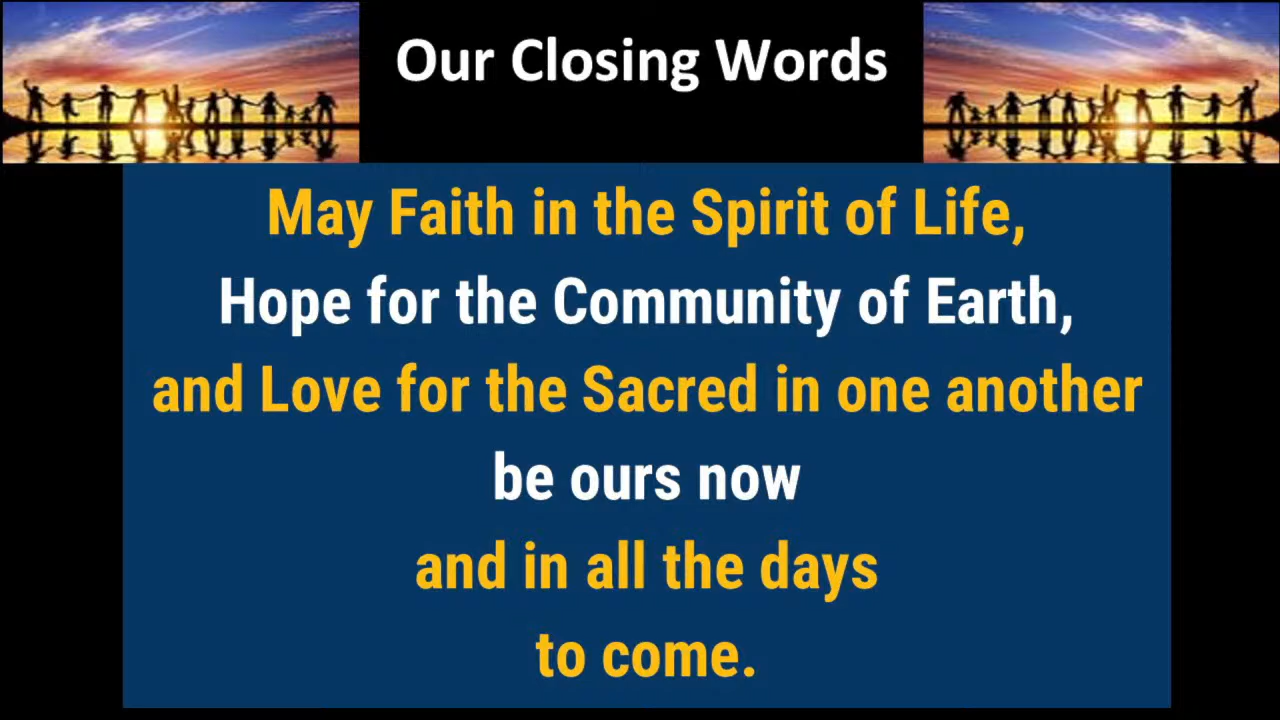 Our Closing Words
May Faith in the Spirit of Life,
Hope for the Community of Earth,
and Love for the Sacred in one another
be ours now
and in all the days
to come.